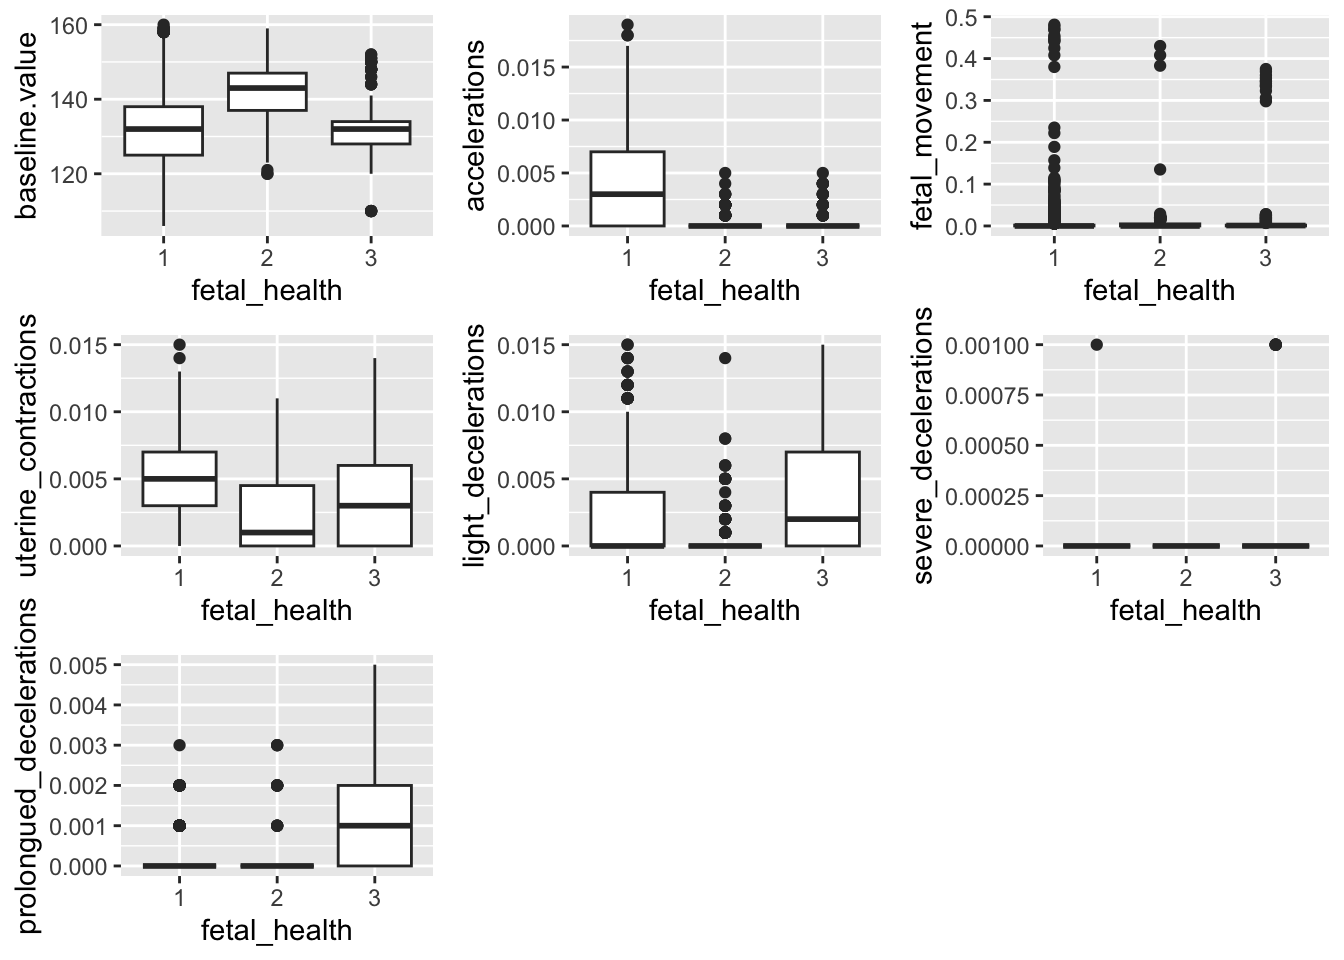 baseline.value
160
140
120
1 2 3
fetal_health
accelerations
0.015
0.010
0.005
0.000
1 2 3
fetal_health
fetal_movement
0.5
0.4
0.3
0.2
0.1
0.0
1 2 3
fetal_health
uterine_contractions
0.015
0.010
0.005
0.000
1 2 3
fetal_health
light_decelerations
0.015
0.010
0.005
0.000
1 2 3
fetal_health
severe_decelerations
0.00100
0.00075
0.00050
0.00025
0.00000
1 2 3
fetal_health
prolongued_decelerations
0.005
0.004
0.003
0.002
0.001
0.000
1 2 3
fetal_health